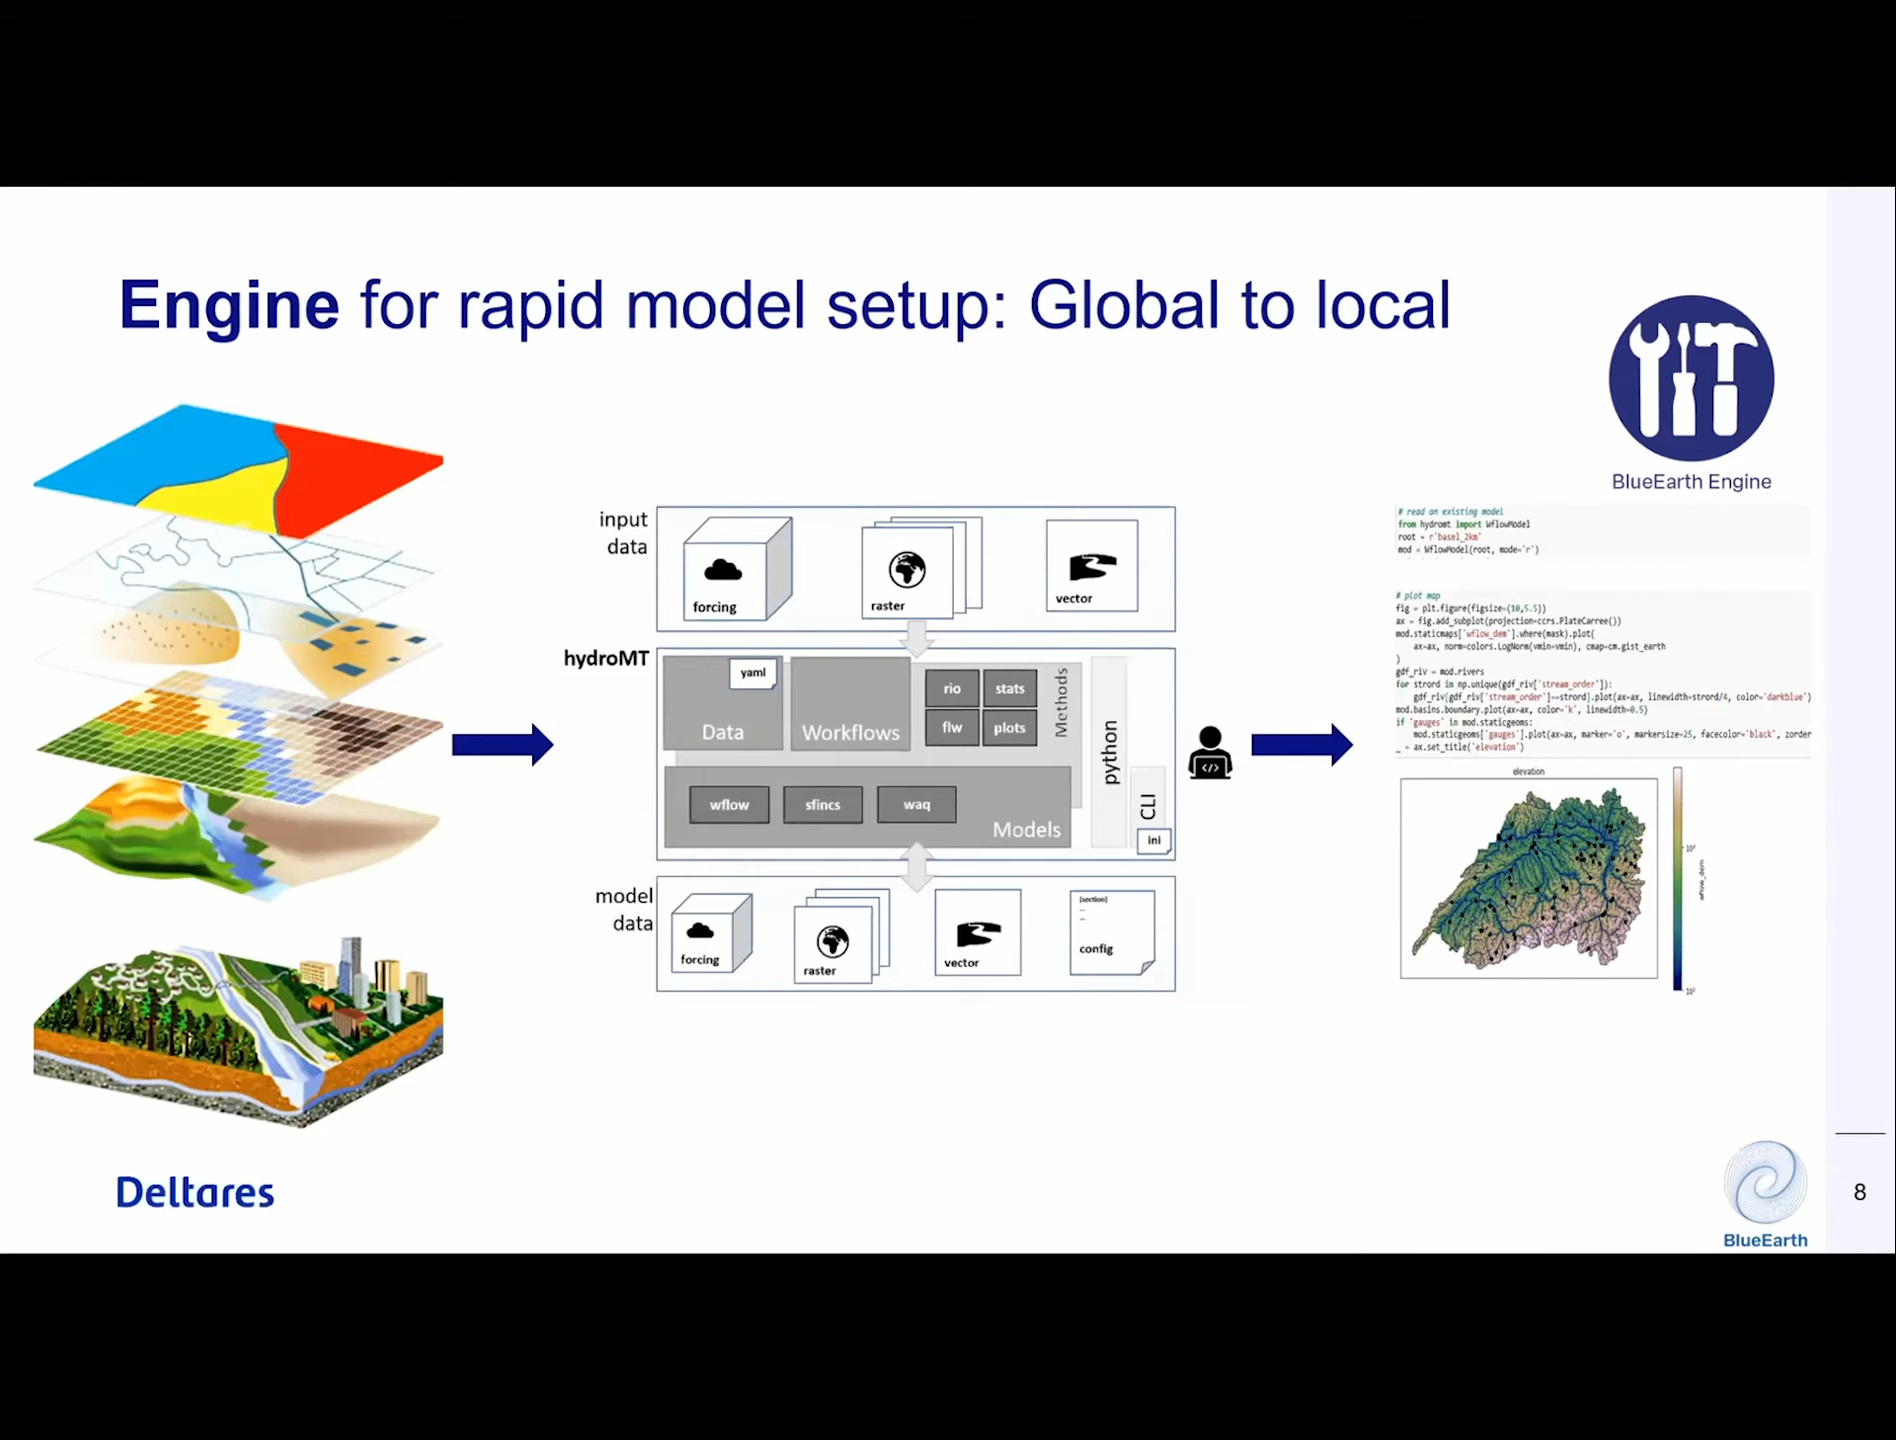 Engine for rapid model setup: Global to local
BlueEarth Engine
input
data
forcing
raster
vector
hydroMT
yaml
Data
Workflows
rio
stats
flw
plots
Methods
python
CLI
ini
wflow
sfincs
waq
Models
model
data
forcing
raster
vector
[section]
config
# read an existing model
from hydromt import WflowModel
root = r'basel_2km'
mod = WflowModel(root, mode='r')
# plot map
fig = plt.figure(figsize=(10,5.5))
ax = fig.add_subplot(projection=ccrs.PlateCarree())
mod.staticmaps['wflow_dem'].where(mask).plot(
ax=ax, norm=colors.LogNorm(vmin=vmin), cmap=cm.gist_earth
)
gdf_riv = mod.rivers
for strord in np.unique(gdf_riv['stream_order']):
gdf_riv[gdf_riv['stream_order']==strord].plot(ax=ax, linewidth=strord/4, color='darkblue')
mod.basins.boundary.plot(ax=ax, color='k', linewidth=0.5)
if 'gauges' in mod.staticgeoms:
mod.staticgeoms['gauges'].plot(ax=ax, marker='o', markersize=25, facecolor='black', zorder
_ = ax.set_title('elevation')
elevation
wflow_dem
Deltares
BlueEarth
8